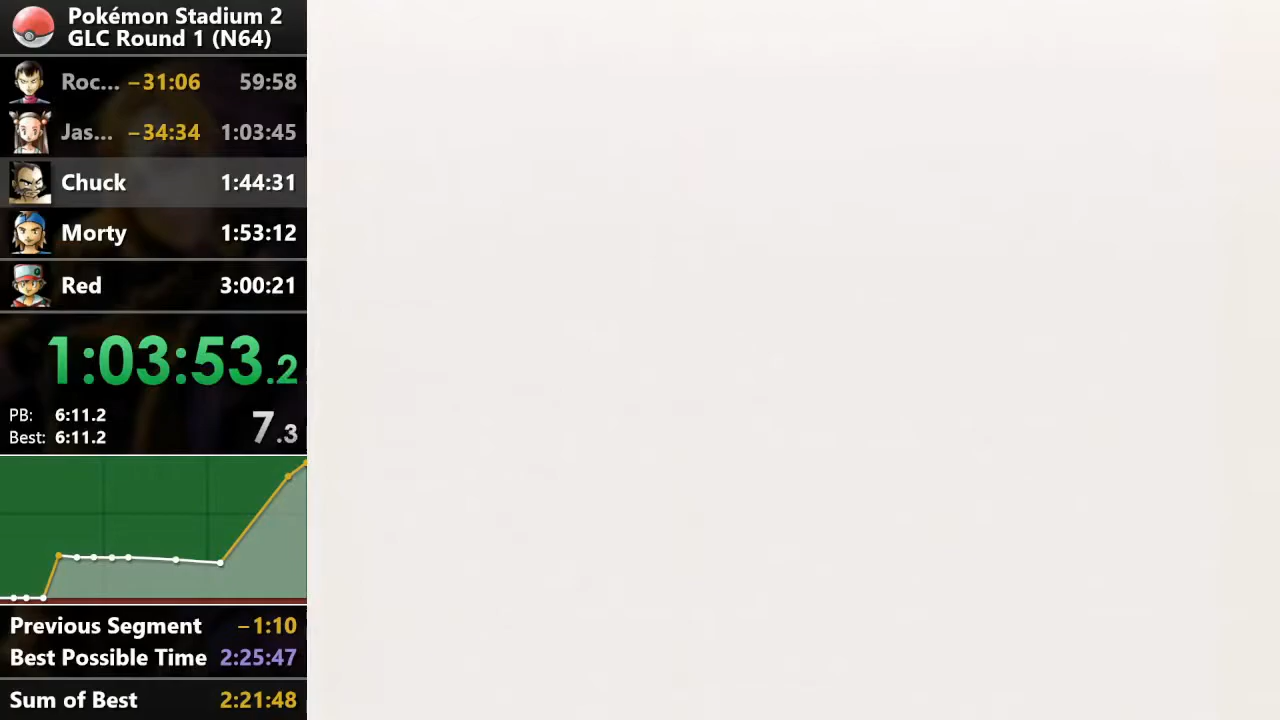 Pokémon Stadium 2
GLC Round 1 (N64)
Roc... −31:06 59:58
Jas... −34:34 1:03:45
Chuck 1:44:31
Morty 1:53:12
Red 3:00:21
1:03:53.2
PB: 6:11.2
Best: 6:11.2
7.3
Previous Segment −1:10
Best Possible Time 2:25:47
Sum of Best 2:21:48